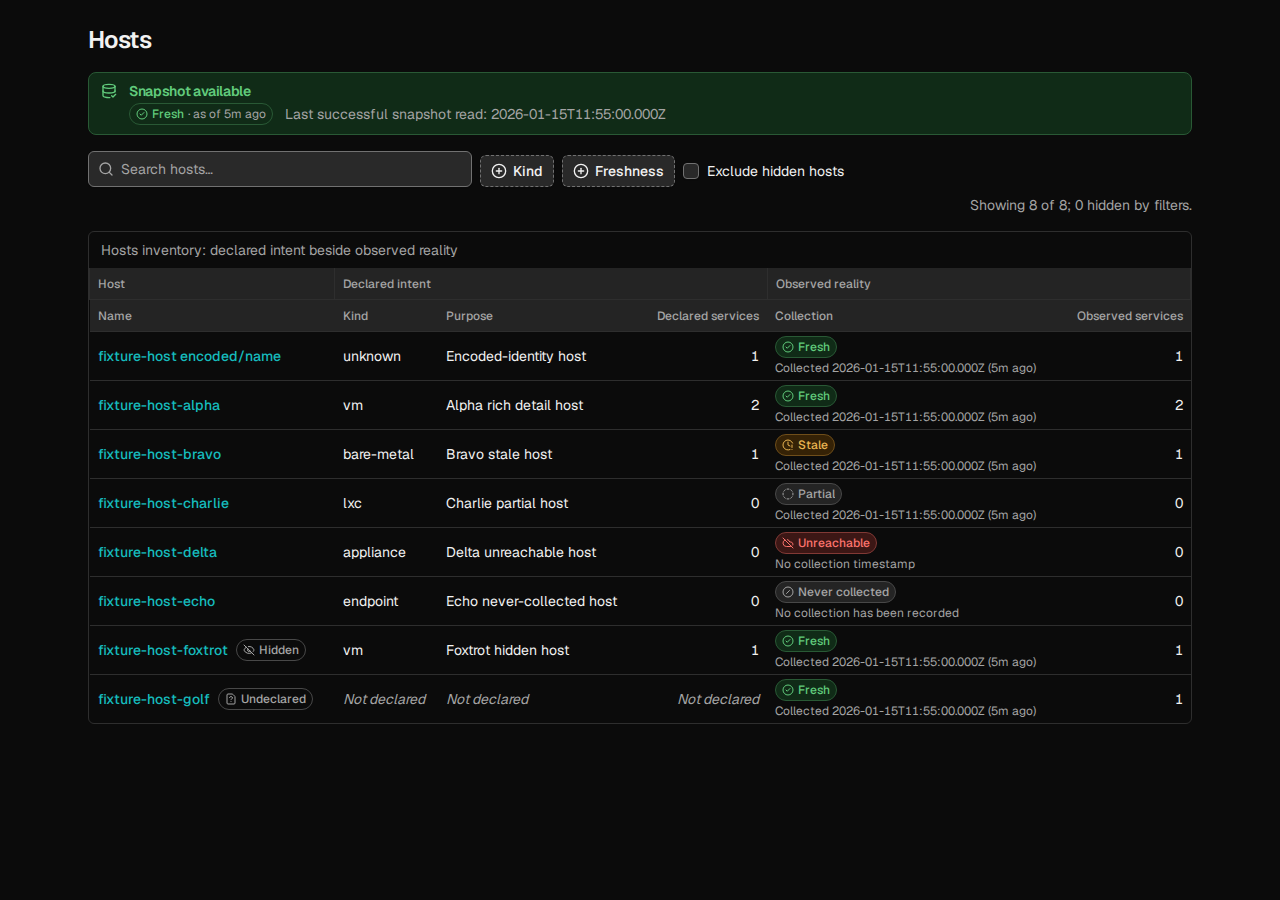 Hosts
Snapshot available
Fresh · as of 5m ago Last successful snapshot read: 2026-01-15T11:55:00.000Z
Search hosts… Kind Freshness Exclude hidden hosts
Showing 8 of 8; 0 hidden by filters.
Hosts inventory: declared intent beside observed reality
Host Declared intent Observed reality
Name Kind Purpose Declared services Collection Observed services
fixture-host encoded/name unknown Encoded-identity host 1 Fresh 1
Collected 2026-01-15T11:55:00.000Z (5m ago)
fixture-host-alpha vm Alpha rich detail host 2 Fresh 2
Collected 2026-01-15T11:55:00.000Z (5m ago)
fixture-host-bravo bare-metal Bravo stale host 1 Stale 1
Collected 2026-01-15T11:55:00.000Z (5m ago)
fixture-host-charlie lxc Charlie partial host 0 Partial 0
Collected 2026-01-15T11:55:00.000Z (5m ago)
fixture-host-delta appliance Delta unreachable host 0 Unreachable 0
No collection timestamp
fixture-host-echo endpoint Echo never-collected host 0 Never collected 0
No collection has been recorded
fixture-host-foxtrot Hidden vm Foxtrot hidden host 1 Fresh 1
Collected 2026-01-15T11:55:00.000Z (5m ago)
fixture-host-golf Undeclared Not declared Not declared Not declared Fresh 1
Collected 2026-01-15T11:55:00.000Z (5m ago)